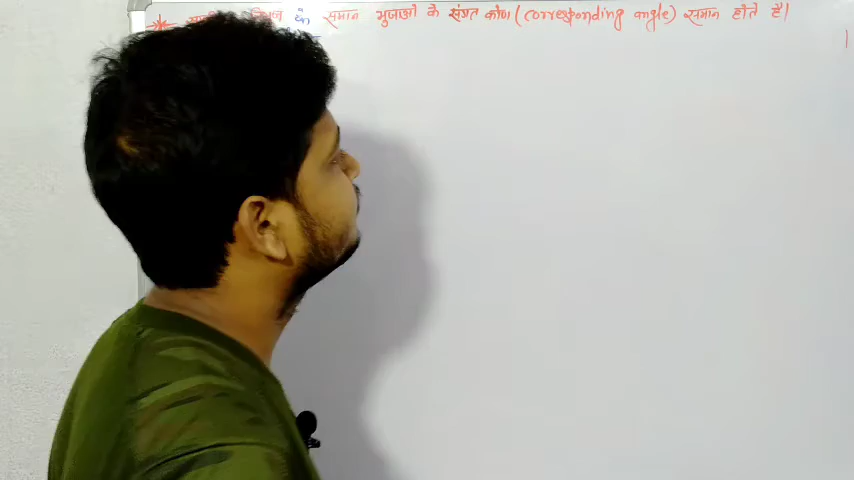 के समान भुजाओ के संगत कोण (corresponding angle) समान होते है।